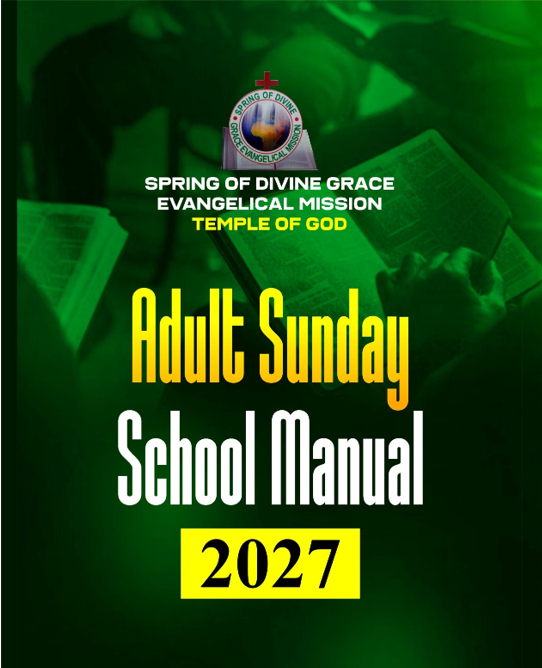 SPRING OF DIVINE
GRACE EVANGELICAL MISSION
SPRING OF DIVINE GRACE
EVANGELICAL MISSION
TEMPLE OF GOD
Adult Sunday
School Manual
2027